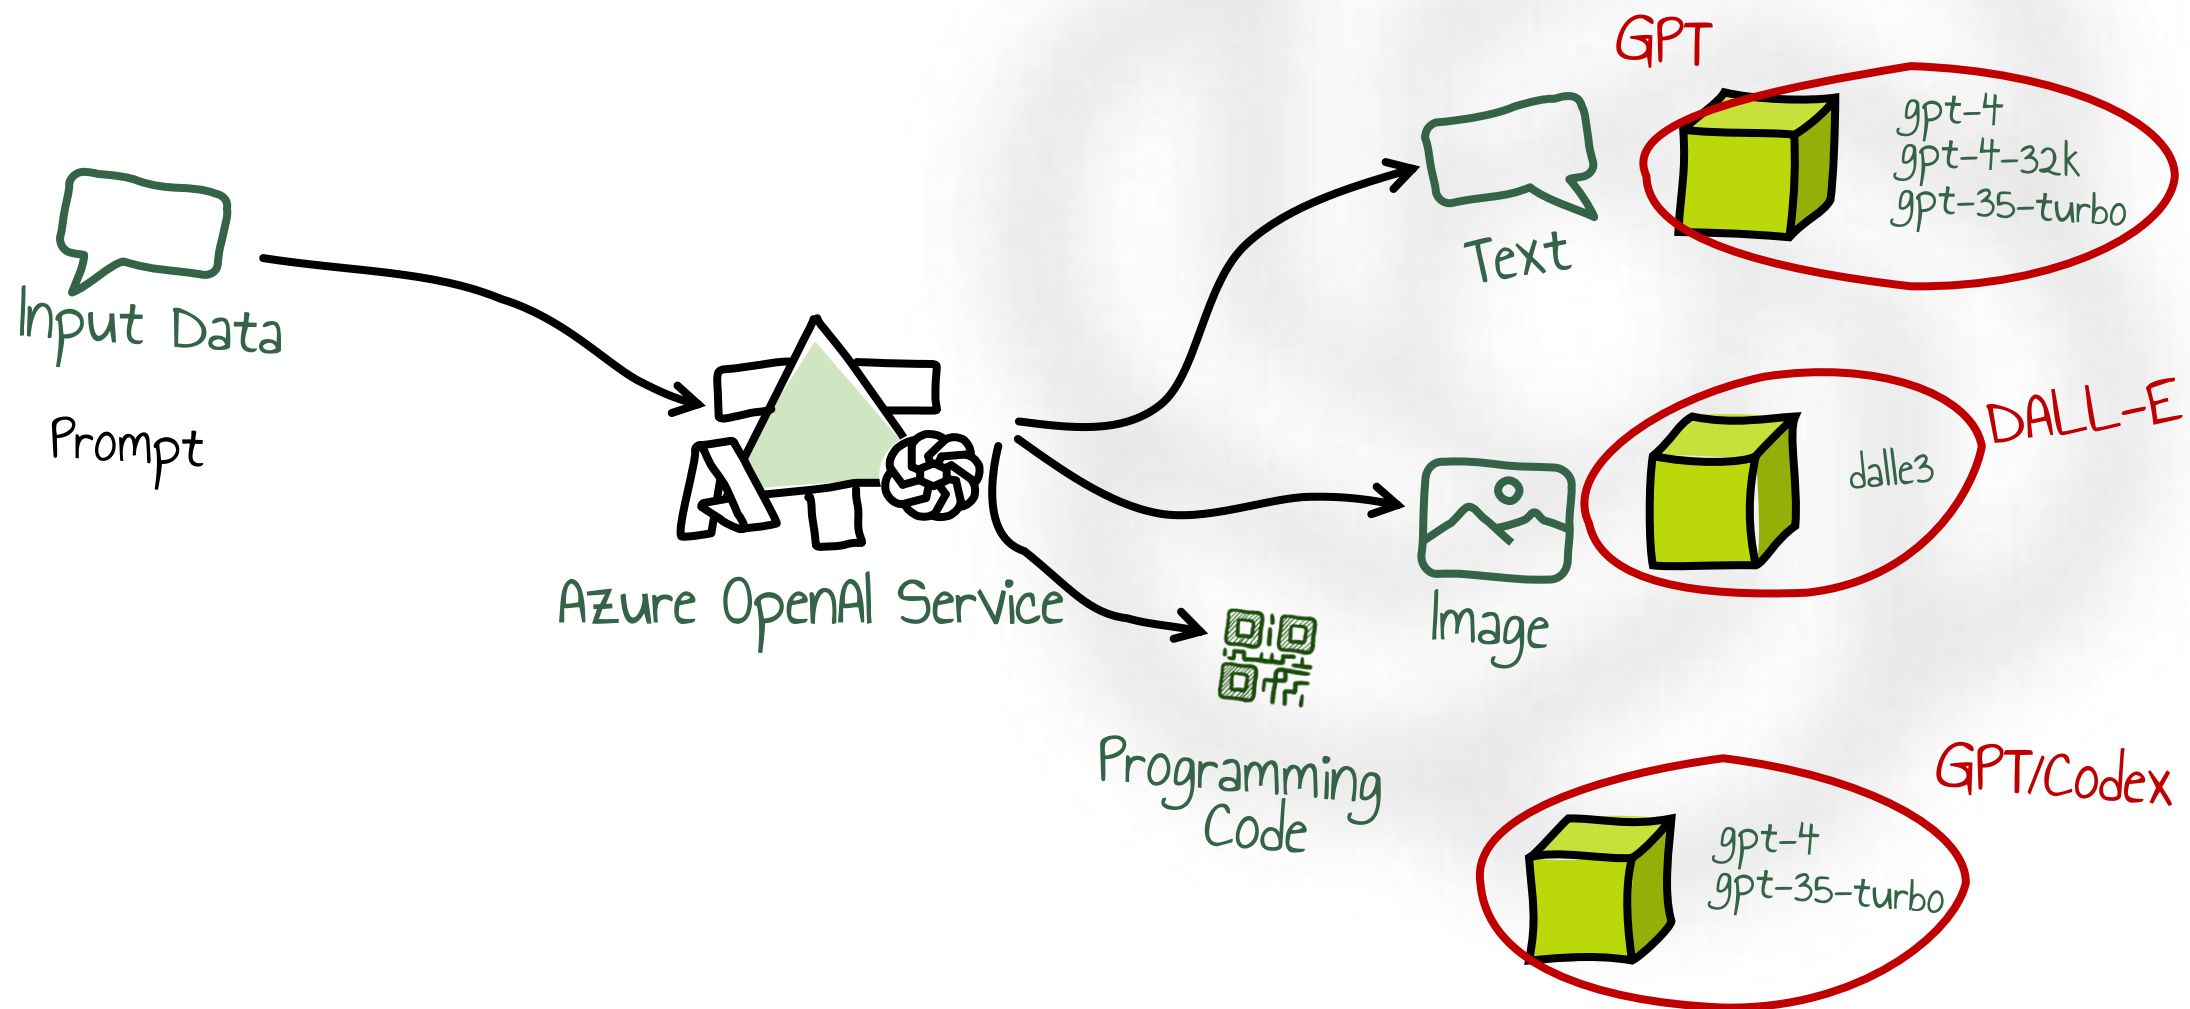 Input Data
Prompt
Azure OpenAI Service
Text
GPT
gpt-4
gpt-4-32k
gpt-35-turbo
Image
DALL-E
dalle3
Programming
Code
GPT/Codex
gpt-4
gpt-35-turbo